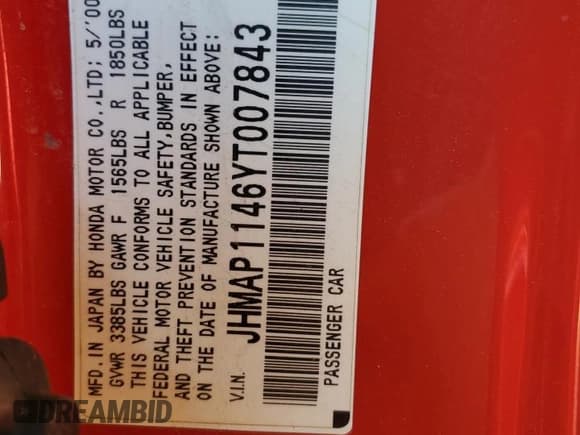 MFD. IN JAPAN BY HONDA MOTOR CO.,LTD; 5/'00
GVWR 3385LBS GAWR F 1565LBS R 1850LBS
THIS VEHICLE CONFORMS TO ALL APPLICABLE
FEDERAL MOTOR VEHICLE SAFETY,BUMPER,
AND THEFT PREVENTION STANDARDS IN EFFECT
ON THE DATE OF MANUFACTURE SHOWN ABOVE:
V.I.N. JHMAP1146YT007843
PASSENGER CAR
DREAMBID